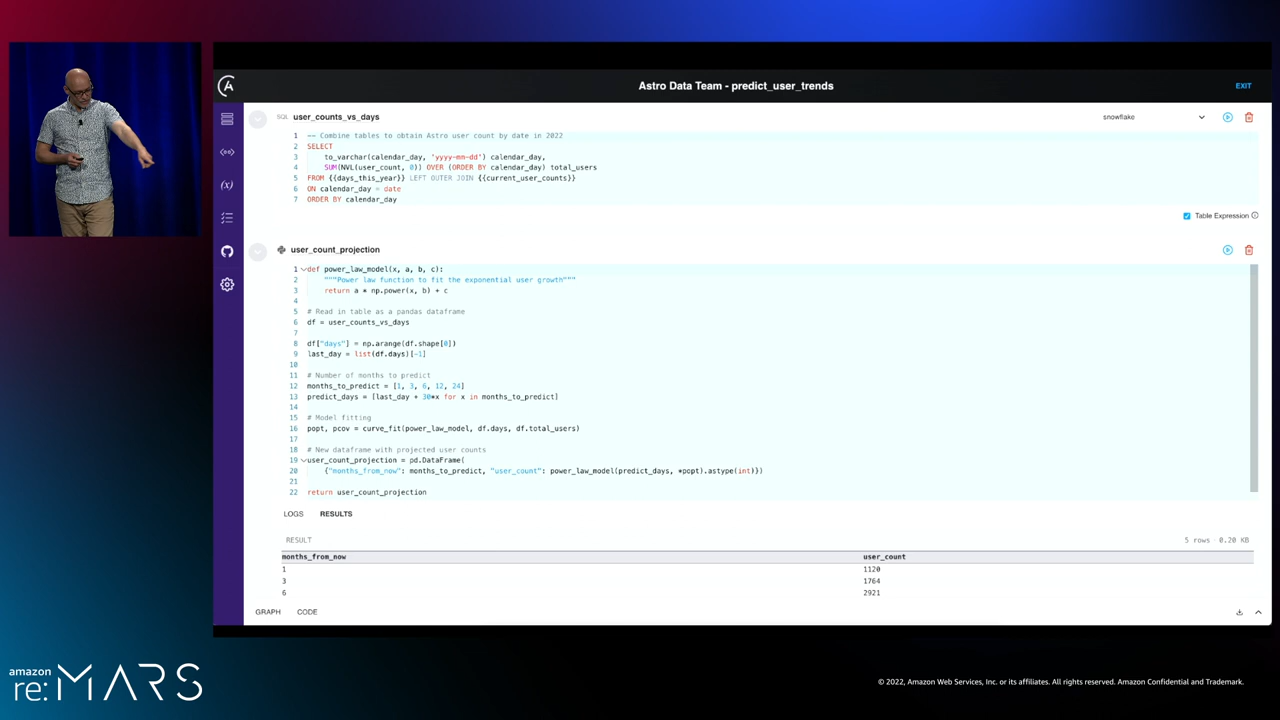 Astro Data Team - predict_user_trends
EXIT
SQL user_counts_vs_days
snowflake
1 -- Combine tables to obtain Astro user count by date in 2022
2 SELECT
3 to_varchar(calendar_day, 'yyyy-mm-dd') calendar_day,
4 SUM(NVL(user_count, 0)) OVER (ORDER BY calendar_day) total_users
5 FROM {{days_this_year}} LEFT OUTER JOIN {{current_user_counts}}
6 ON calendar_day = date
7 ORDER BY calendar_day
Table Expression
user_count_projection
1 def power_law_model(x, a, b, c):
2 """Power law function to fit the exponential user growth"""
3 return a * np.power(x, b) + c
4
5 # Read in table as a pandas dataframe
6 df = user_counts_vs_days
7
8 df["days"] = np.arange(df.shape[0])
9 last_day = list(df.days)[-1]
10
11 # Number of months to predict
12 months_to_predict = [1, 3, 6, 12, 24]
13 predict_days = [last_day + 30*x for x in months_to_predict]
14
15 # Model fitting
16 popt, pcov = curve_fit(power_law_model, df.days, df.total_users)
17
18 # New dataframe with projected user counts
19 user_count_projection = pd.DataFrame(
20 {"months_from_now": months_to_predict, "user_count": power_law_model(predict_days, *popt).astype(int)})
21
22 return user_count_projection
LOGS RESULTS
RESULT
5 rows · 0.20 KB
months_from_now user_count
1 1120
3 1764
6 2921
GRAPH CODE
amazon
re:MARS
© 2022, Amazon Web Services, Inc. or its affiliates. All rights reserved. Amazon Confidential and Trademark.